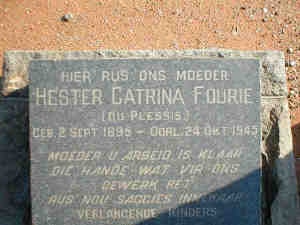 HIER RUS ONS MOEDER
HESTER CATRINA FOURIE
(DU PLESSIS)
GEB. 2 SEPT 1895 - OORL. 24 OKT 1945
MOEDER U ARBEID IS KLAAR
DIE HANDE WAT VIR ONS
GEWERK HET
RUS NOU SAGGIES INMEKAAR
VERLANGENDE KINDERS